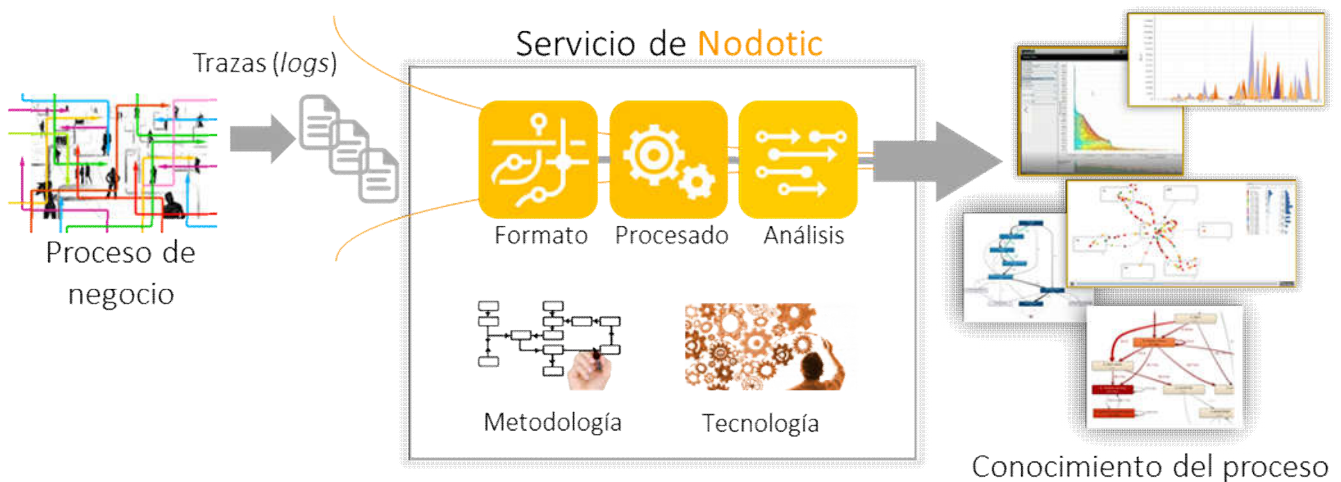 Servicio de Nodotic
Trazas (logs)
Formato
Procesado
Análisis
Proceso de
negocio
Metodología
Tecnología
Conocimiento del proceso